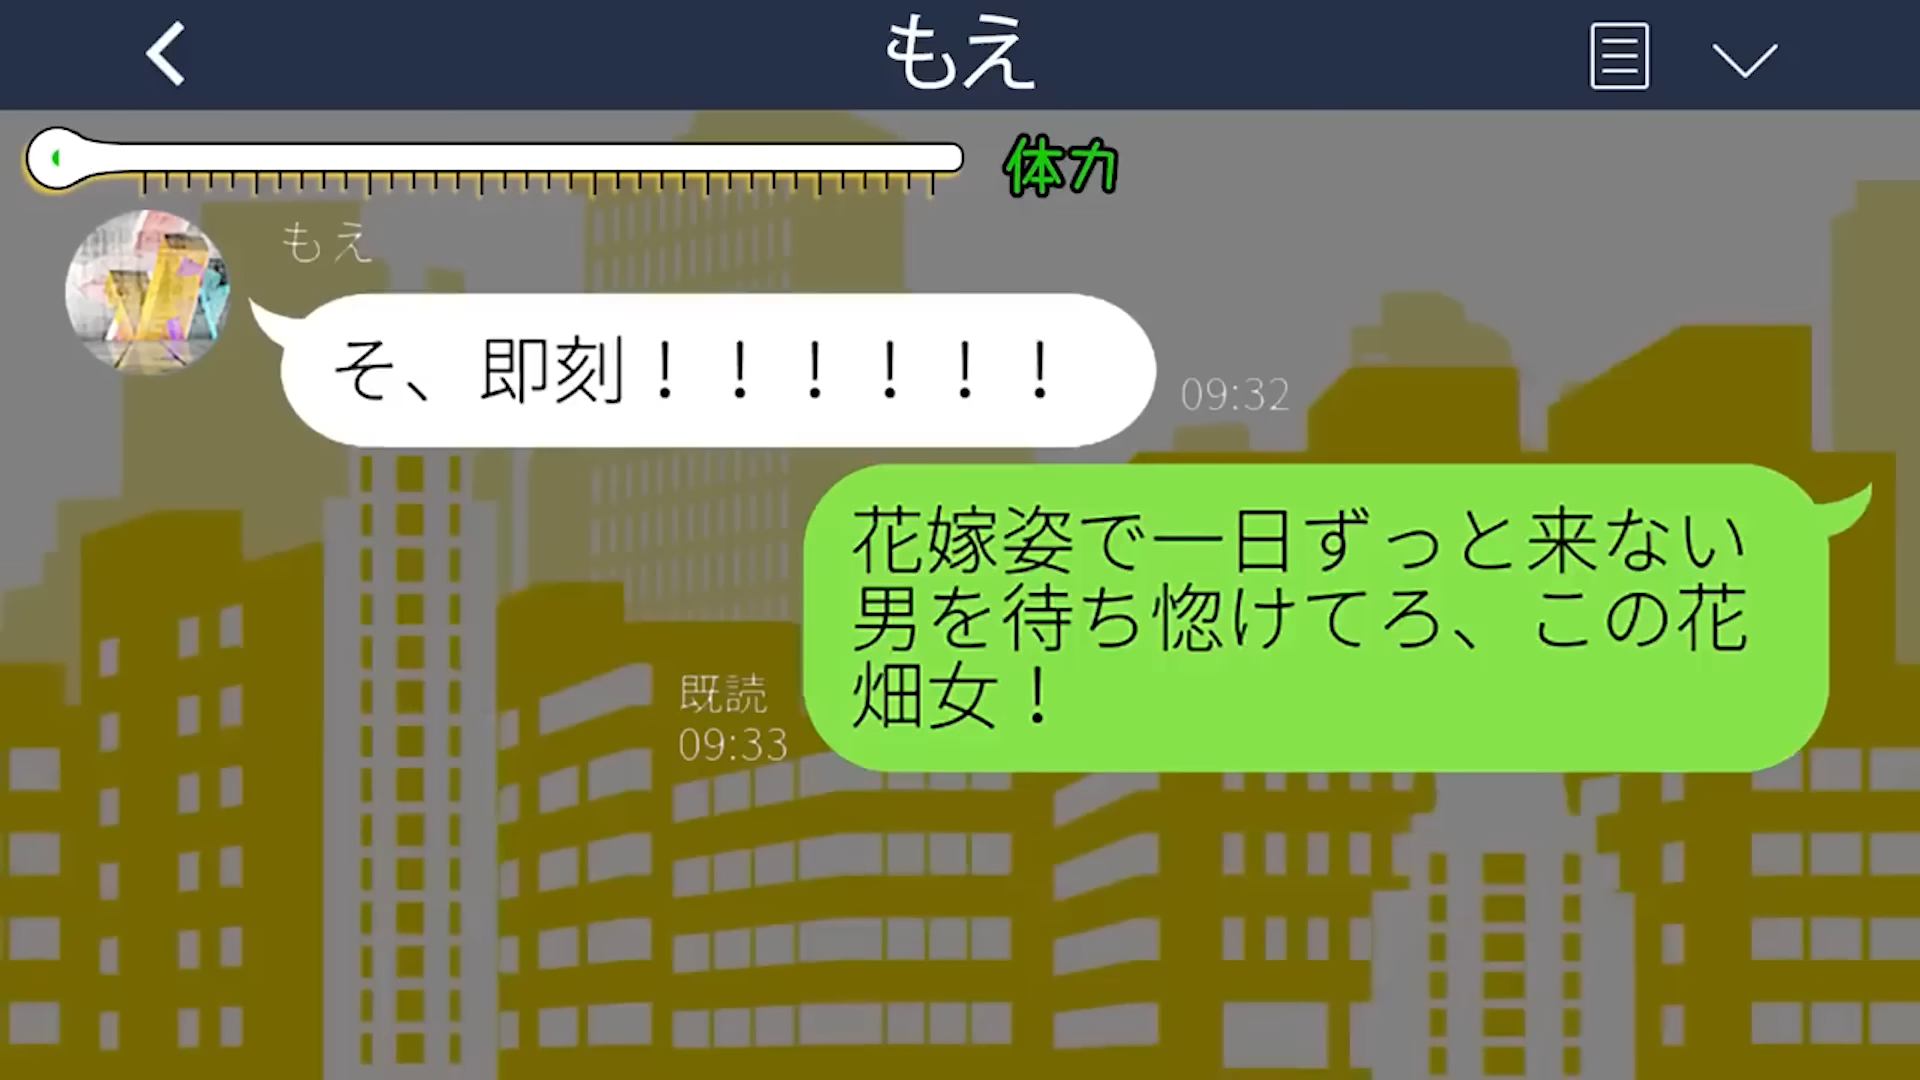 もえ
体力
もえ
そ、即刻！！！！！！
09:32
花嫁姿で一日ずっと来ない
男を待ち惚けてろ、この花
畑女！
既読
09:33